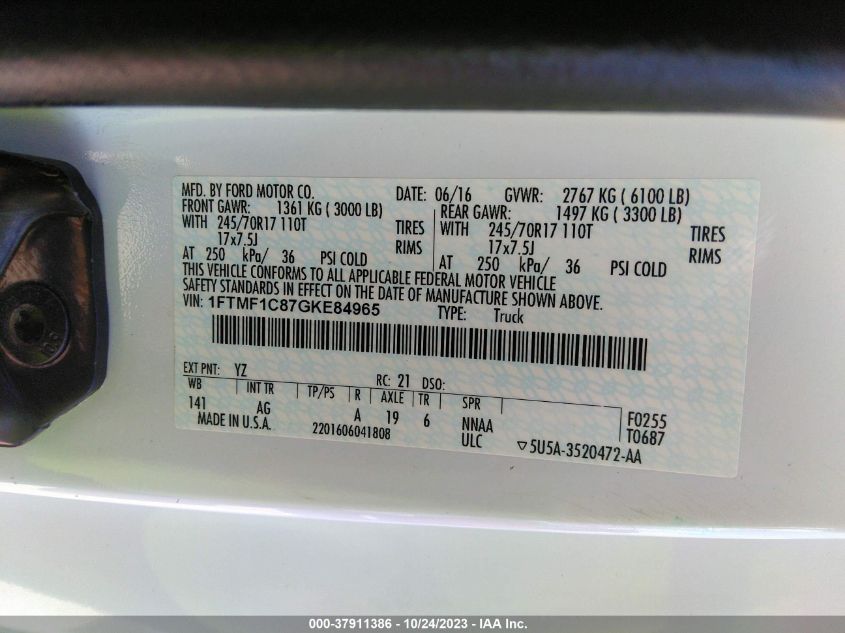 MFD. BY FORD MOTOR CO. DATE: 06/16 GVWR: 2767 KG ( 6100 LB)
FRONT GAWR: 1361 KG ( 3000 LB) REAR GAWR: 1497 KG ( 3300 LB)
WITH 245/70R17 110T TIRES WITH 245/70R17 110T TIRES
17x7.5J RIMS 17x7.5J RIMS
AT 250 kPa/ 36 PSI COLD AT 250 kPa/ 36 PSI COLD
THIS VEHICLE CONFORMS TO ALL APPLICABLE FEDERAL MOTOR VEHICLE
SAFETY STANDARDS IN EFFECT ON THE DATE OF MANUFACTURE SHOWN ABOVE.
VIN: 1FTMF1C87GKE84965 TYPE: Truck
EXT PNT: YZ RC: 21 DSO:
WB INT TR TP/PS R AXLE TR SPR
141 AG A 19 6 NNAA F0255
MADE IN U.S.A. 2201606041808 ULC T0687
▽5U5A-3520472-AA
000-37911386 - 10/24/2023 - IAA Inc.